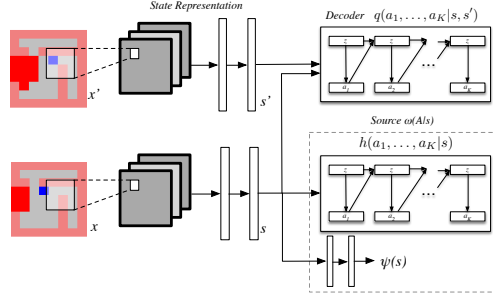 State Representation
Decoder q(a1, . . . , aK|s, s′)
z z z
...
a1 a2 aK
x'
s'
Source ω(A|s)
h(a1, . . . , aK|s)
z z z
...
a1 a2 aK
x
s
ψ(s)